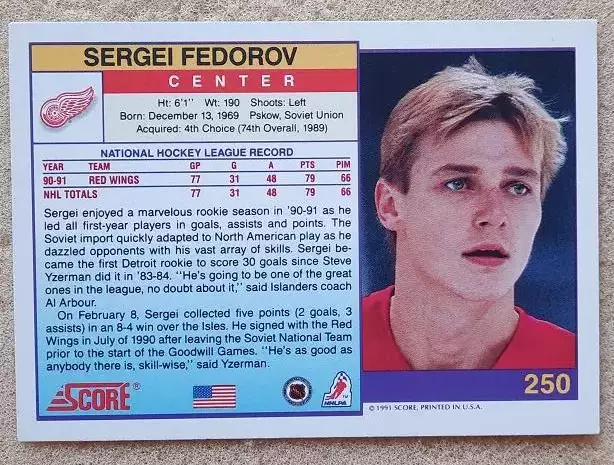 SERGEI FEDOROV
CENTER
Ht: 6'1" Wt: 190 Shoots: Left
Born: December 13, 1969 Pskow, Soviet Union
Acquired: 4th Choice (74th Overall, 1989)
NATIONAL HOCKEY LEAGUE RECORD
YEAR TEAM GP G A PTS PIM
90-91 RED WINGS 77 31 48 79 66
NHL TOTALS 77 31 48 79 66
Sergei enjoyed a marvelous rookie season in '90-91 as he
led all first-year players in goals, assists and points. The
Soviet import quickly adapted to North American play as he
dazzled opponents with his vast array of skills. Sergei be-
came the first Detroit rookie to score 30 goals since Steve
Yzerman did it in '83-84. "He's going to be one of the great
ones in the league, no doubt about it," said Islanders coach
Al Arbour.
On February 8, Sergei collected five points (2 goals, 3
assists) in an 8-4 win over the Isles. He signed with the Red
Wings in July of 1990 after leaving the Soviet National Team
prior to the start of the Goodwill Games. "He's as good as
anybody there is, skill-wise," said Yzerman.
SCORE®
NHLPA
250
© 1991 SCORE, PRINTED IN U.S.A.